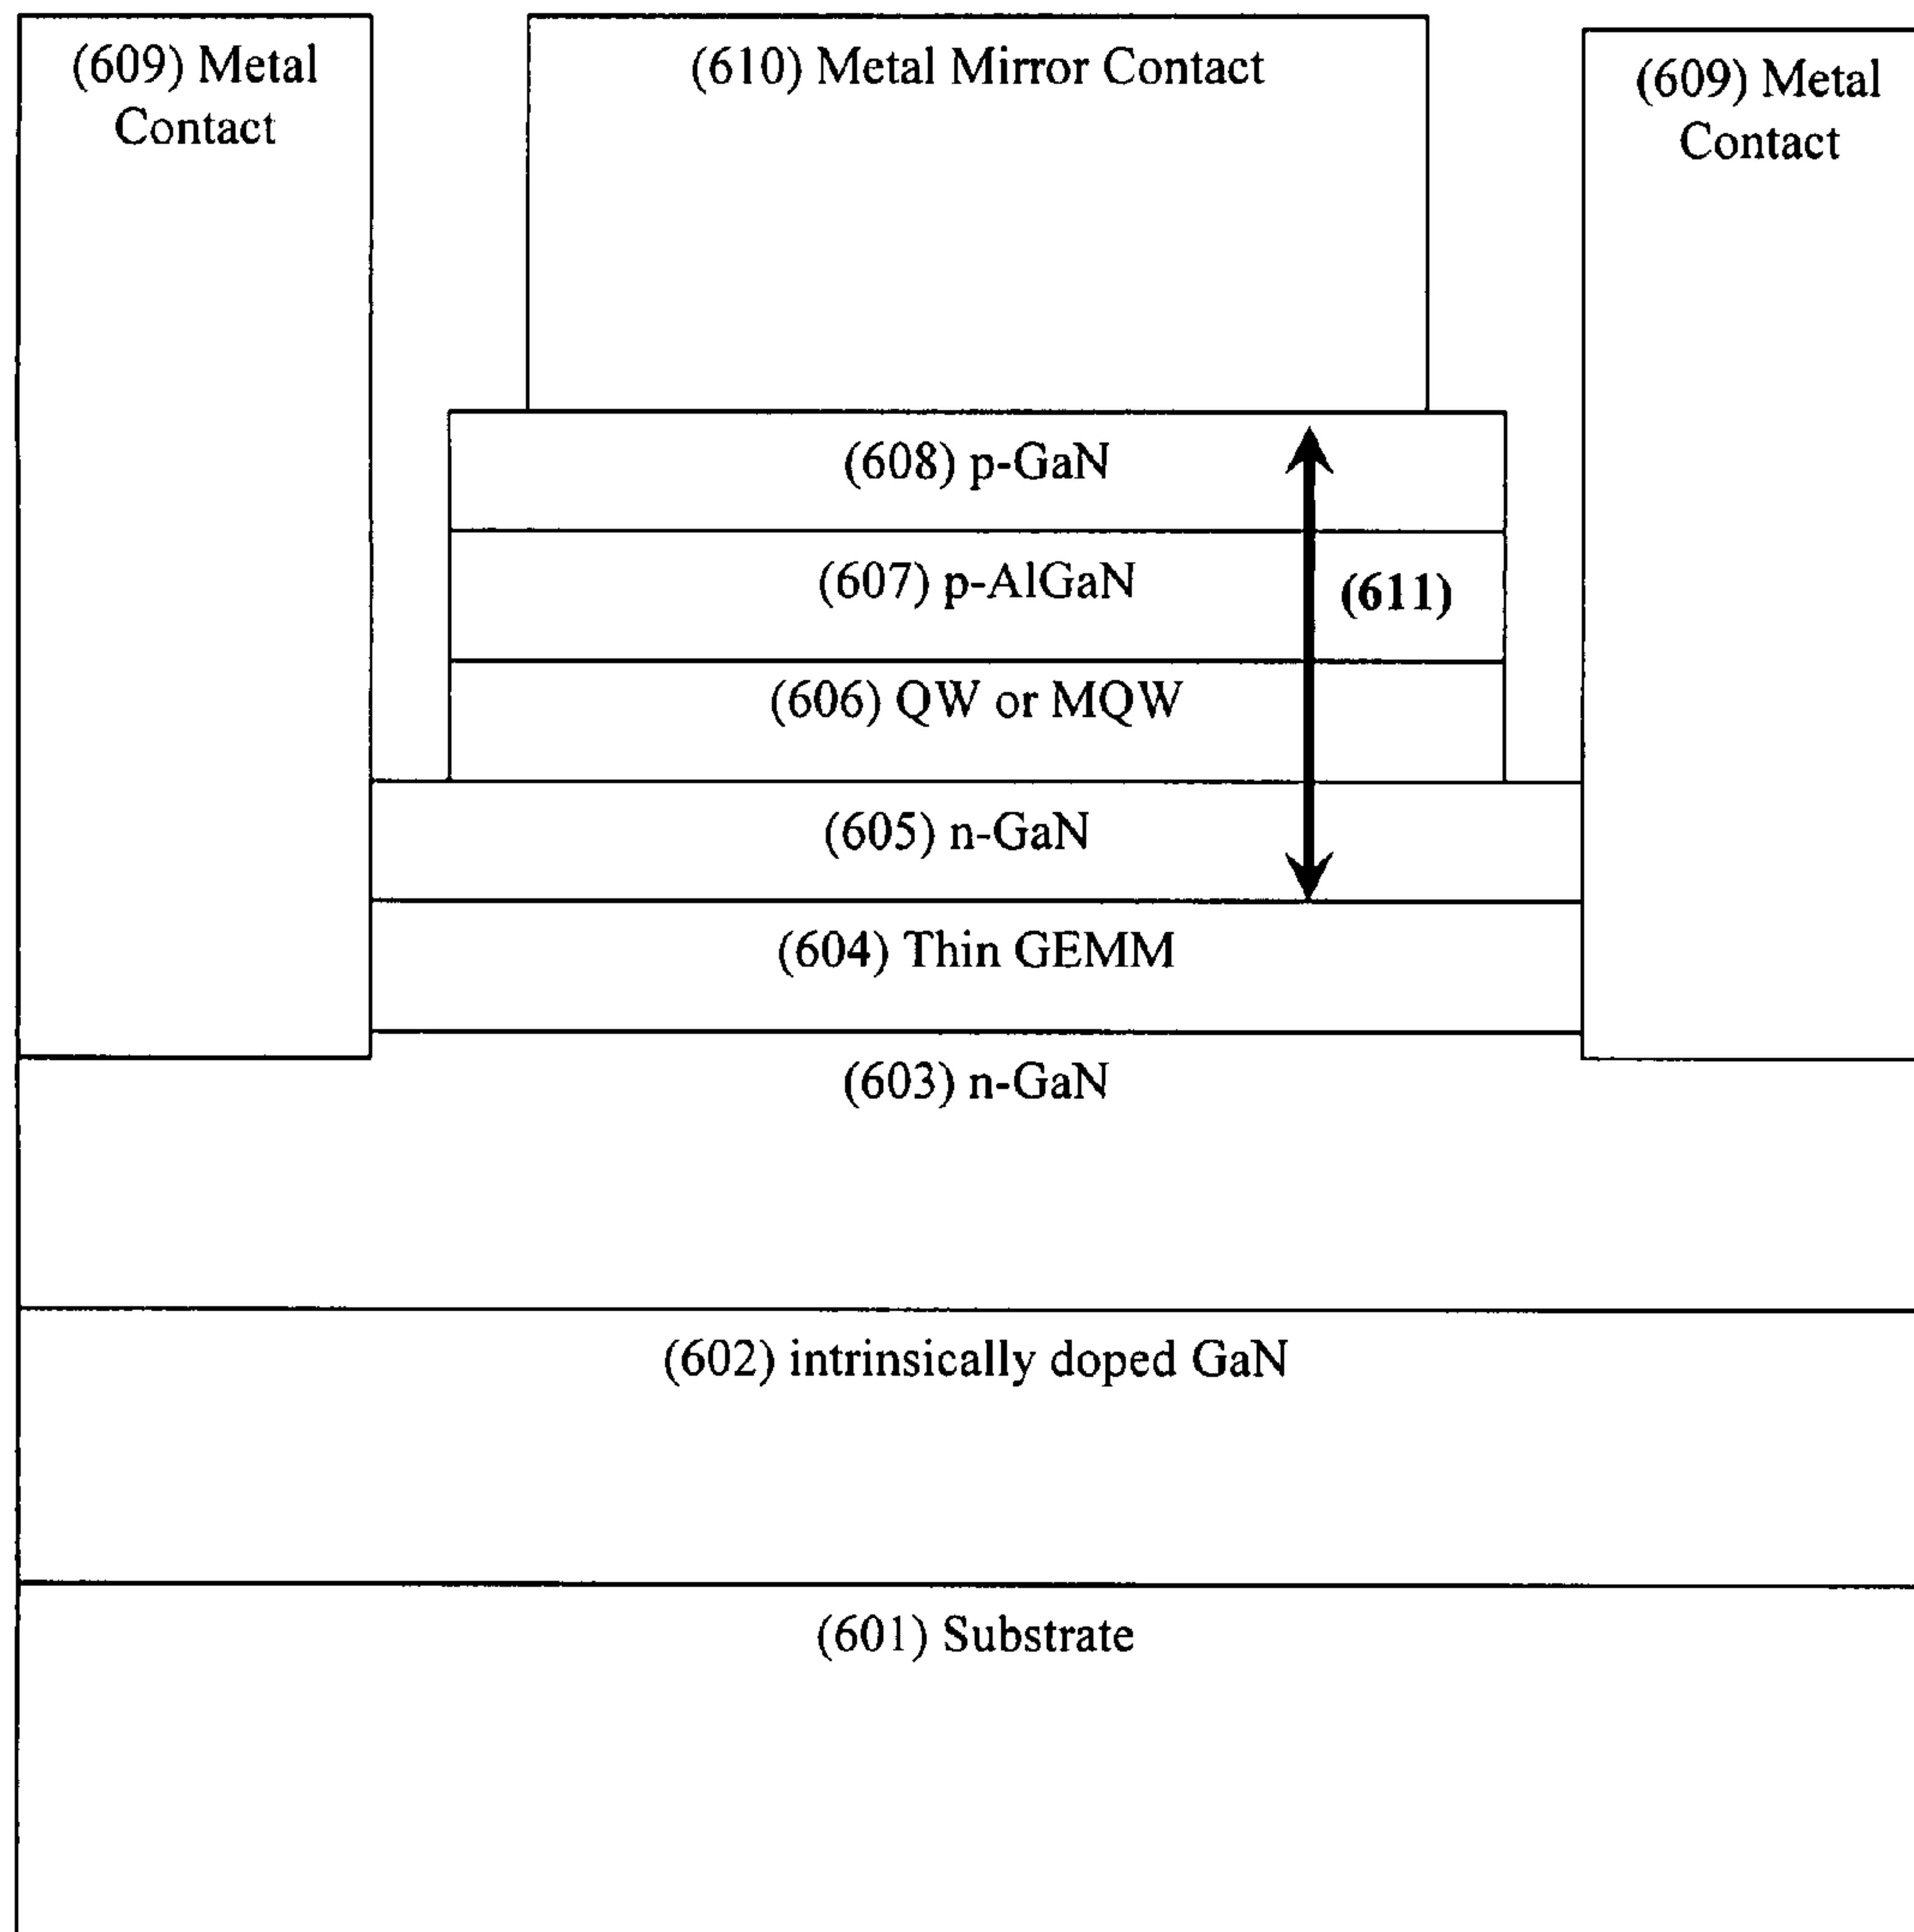 (609) Metal
Contact
(610) Metal Mirror Contact
(609) Metal
Contact
(608) p-GaN
(607) p-AlGaN
(611)
(606) QW or MQW
(605) n-GaN
(604) Thin GEMM
(603) n-GaN
(602) intrinsically doped GaN
(601) Substrate